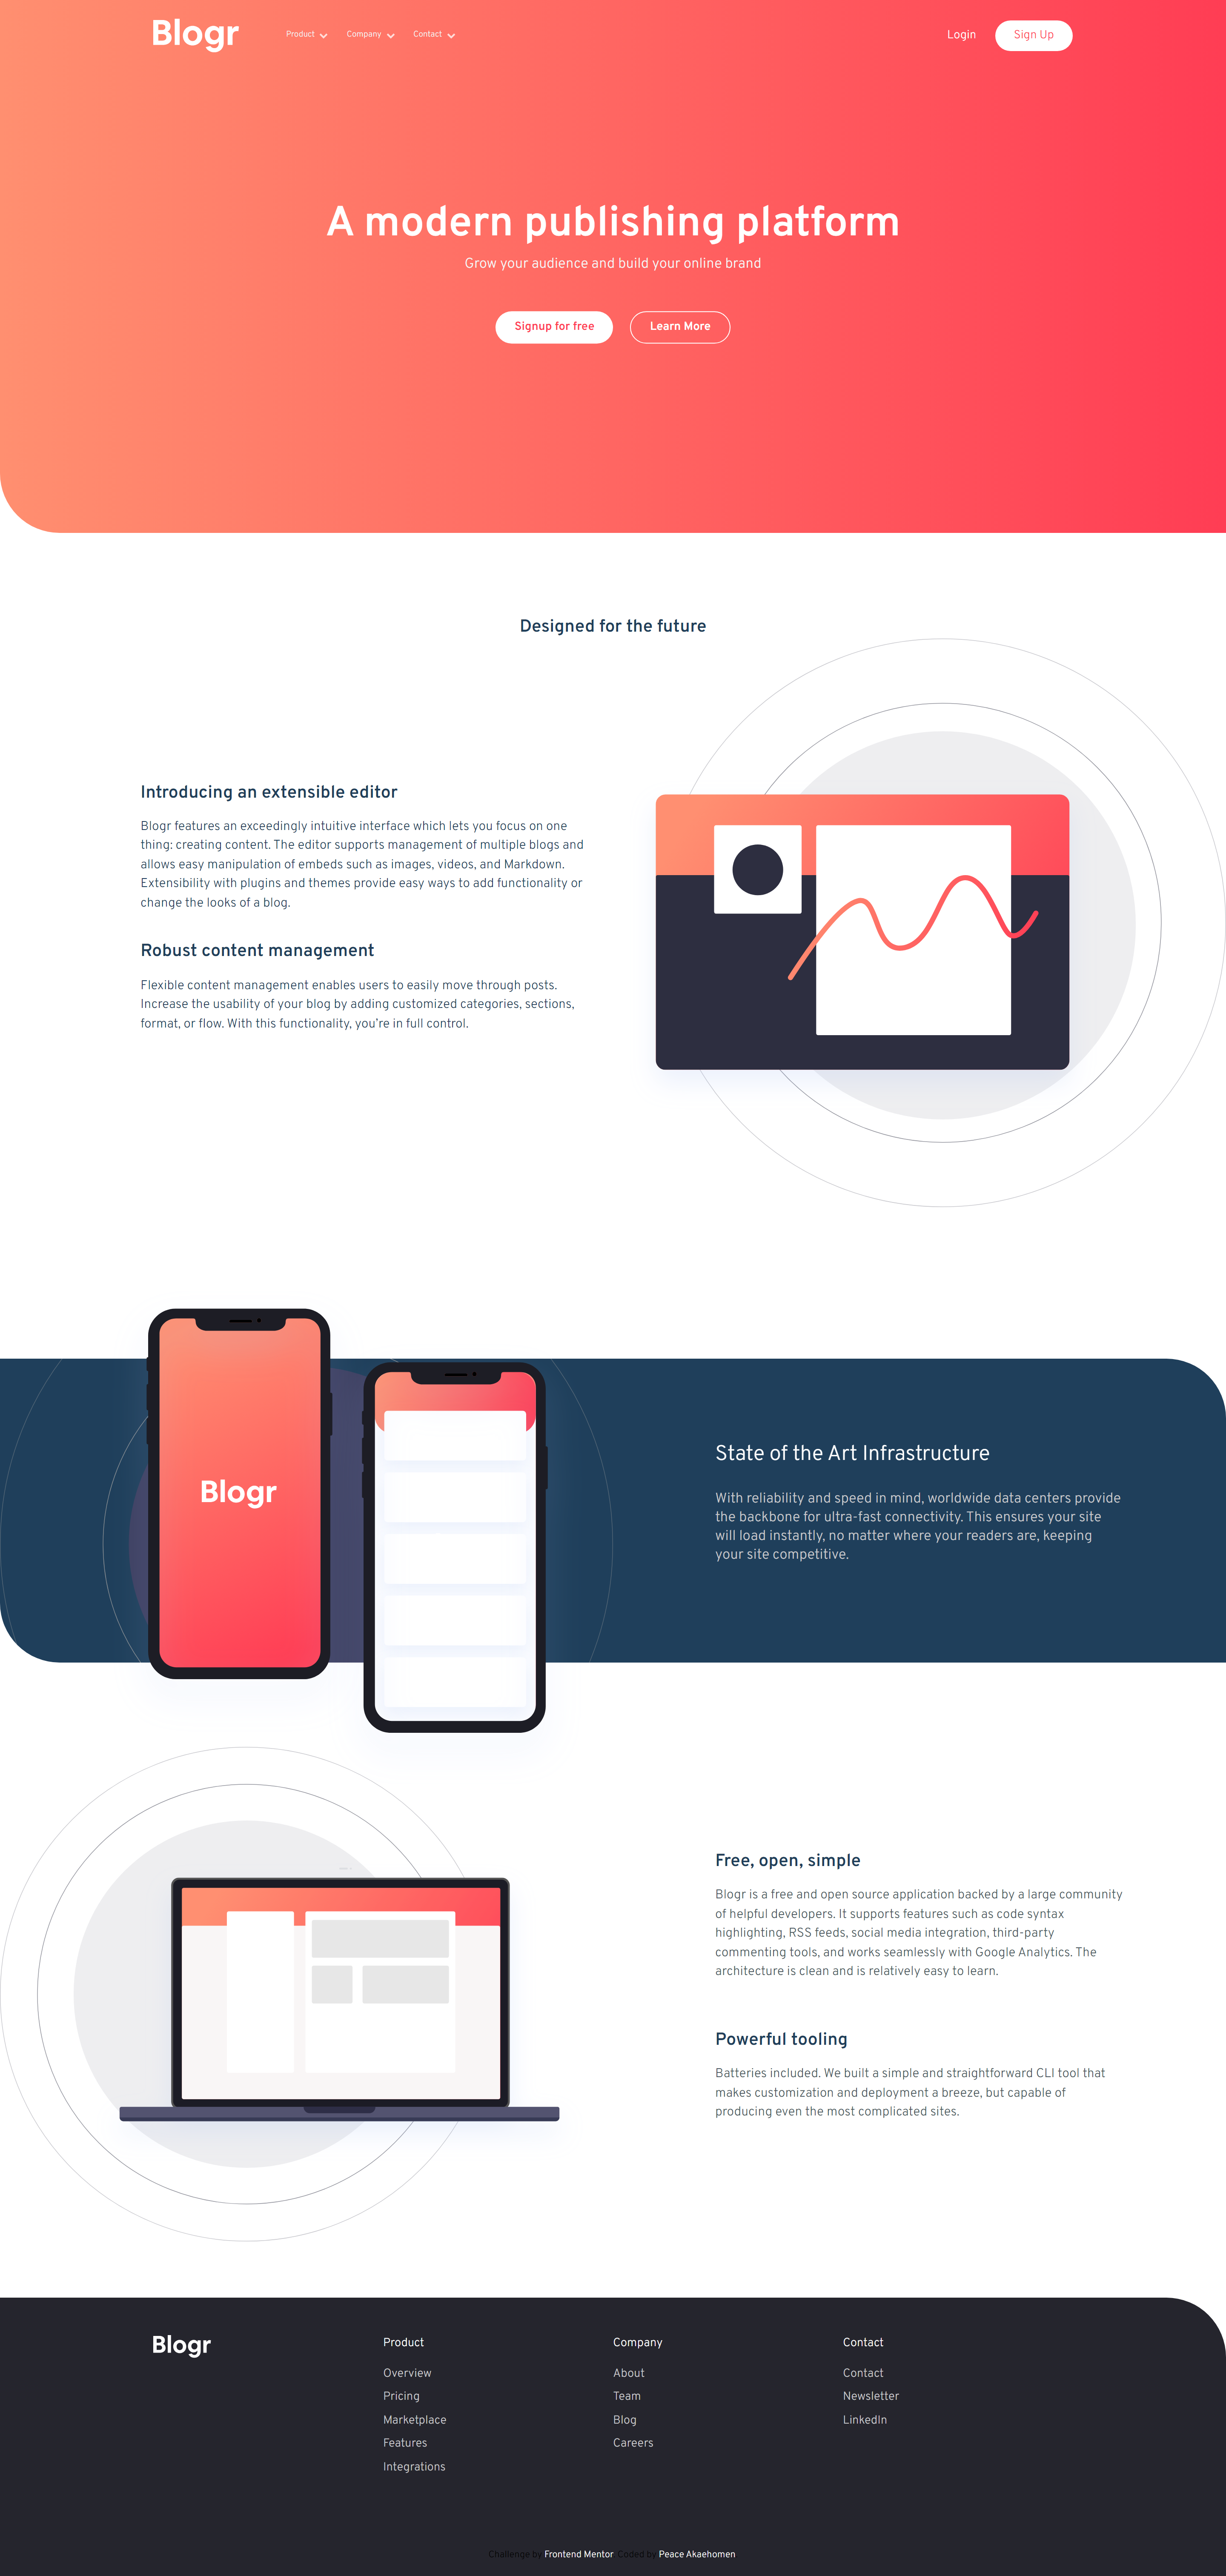 Blogr Product Company Contact Login Sign Up
A modern publishing platform
Grow your audience and build your online brand
Signup for free Learn More
Designed for the future
Introducing an extensible editor
Blogr features an exceedingly intuitive interface which lets you focus on one
thing: creating content. The editor supports management of multiple blogs and
allows easy manipulation of embeds such as images, videos, and Markdown.
Extensibility with plugins and themes provide easy ways to add functionality or
change the looks of a blog.
Robust content management
Flexible content management enables users to easily move through posts.
Increase the usability of your blog by adding customized categories, sections,
format, or flow. With this functionality, you're in full control.
Blogr
State of the Art Infrastructure
With reliability and speed in mind, worldwide data centers provide
the backbone for ultra-fast connectivity. This ensures your site
will load instantly, no matter where your readers are, keeping
your site competitive.
Free, open, simple
Blogr is a free and open source application backed by a large community
of helpful developers. It supports features such as code syntax
highlighting, RSS feeds, social media integration, third-party
commenting tools, and works seamlessly with Google Analytics. The
architecture is clean and is relatively easy to learn.
Powerful tooling
Batteries included. We built a simple and straightforward CLI tool that
makes customization and deployment a breeze, but capable of
producing even the most complicated sites.
Blogr
Product
Overview
Pricing
Marketplace
Features
Integrations
Company
About
Team
Blog
Careers
Contact
Contact
Newsletter
LinkedIn
Challenge by Frontend Mentor. Coded by Peace Akaehomen.